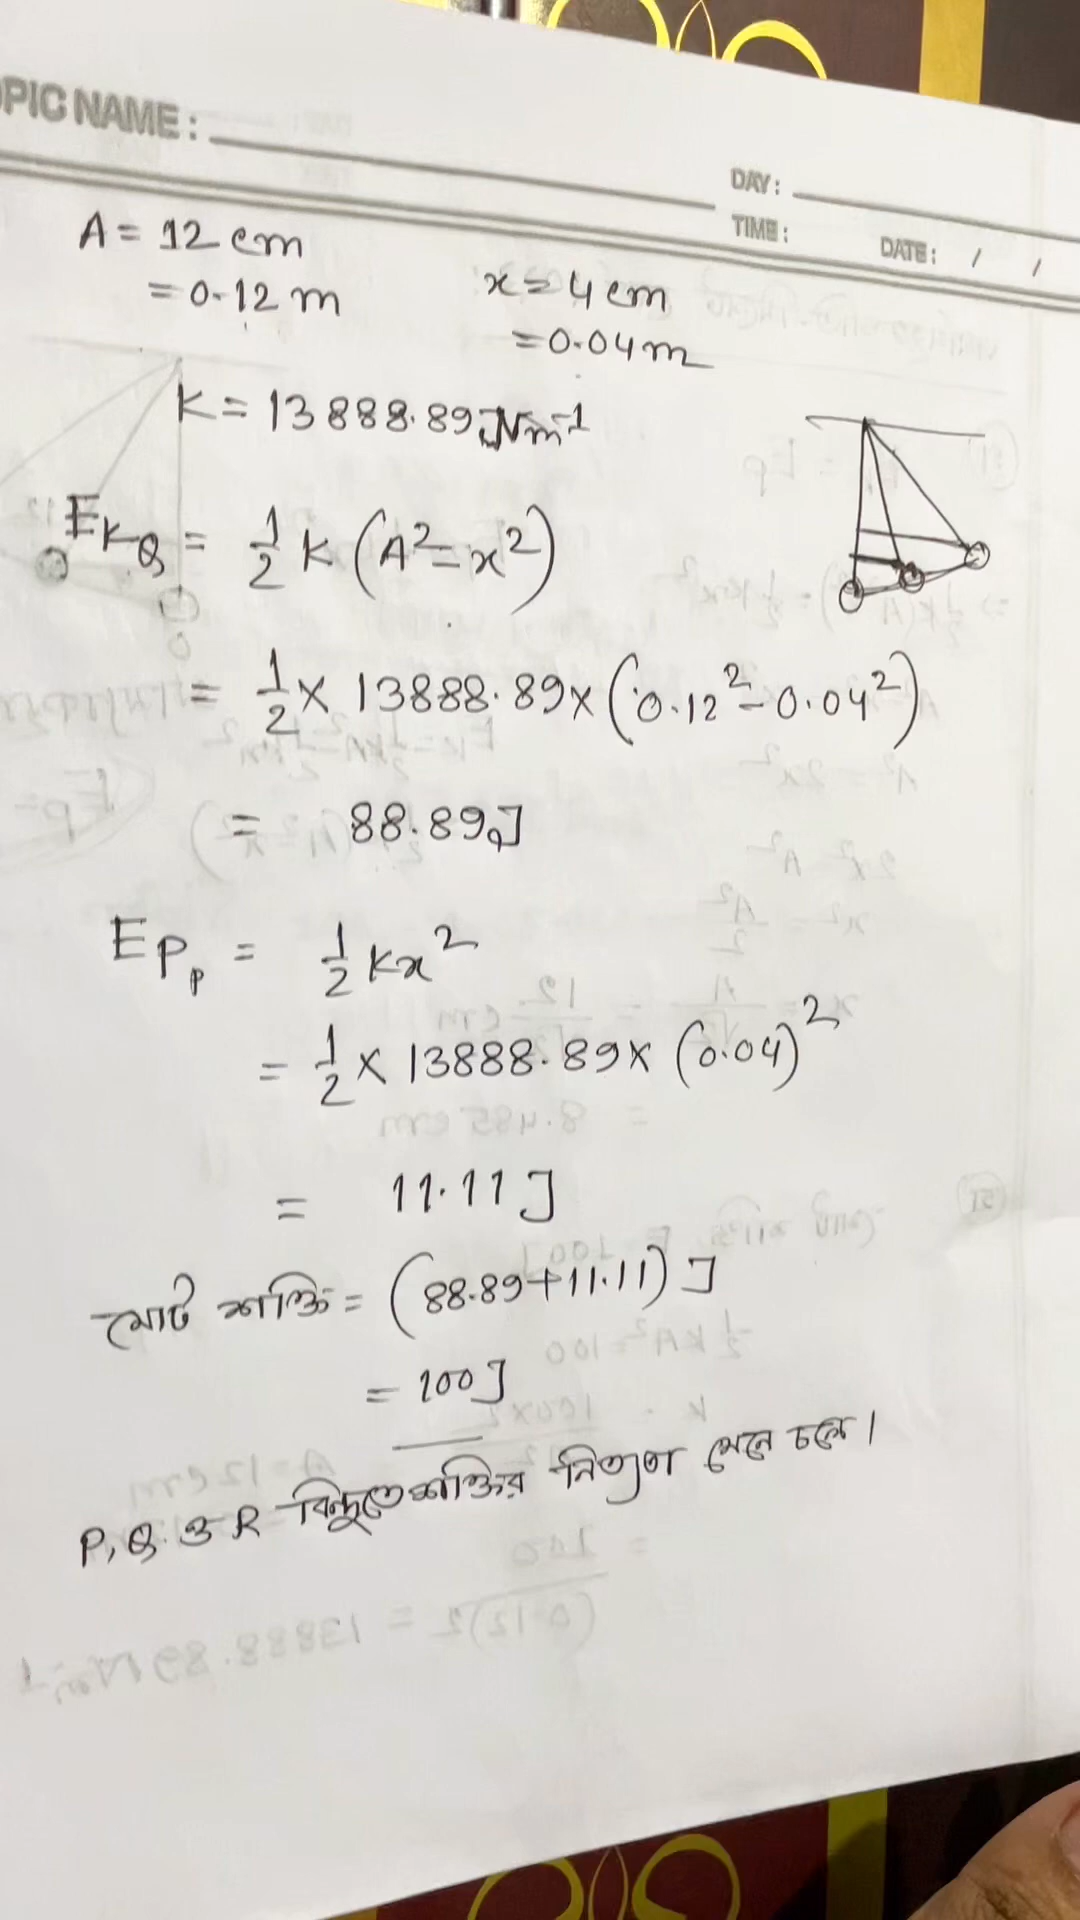 PIC NAME :
DAY :
TIME :
DATE : / /
A = 12 cm
= 0.12 m
x = 4 cm
= 0.04 m
K = 13888.89 Nm⁻¹
E_KQ = 1/2 K (A² - x²)
= 1/2 × 13888.89 × (0.12² - 0.04²)
= 88.89 J
E_Pp = 1/2 Kx²
= 1/2 × 13888.89 × (0.04)²
= 11.11 J
মোট শক্তি = (88.89 + 11.11) J
= 100 J
P, Q ও R বিন্দুতে শক্তির নিত্যতা মেনে চলে।